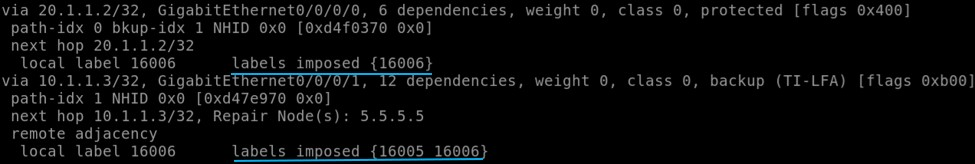 via 20.1.1.2/32, GigabitEthernet0/0/0/0, 6 dependencies, weight 0, class 0, protected [flags 0x400]
path-idx 0 bkup-idx 1 NHID 0x0 [0xd4f0370 0x0]
next hop 20.1.1.2/32
local label 16006 labels imposed {16006}
via 10.1.1.3/32, GigabitEthernet0/0/0/1, 12 dependencies, weight 0, class 0, backup (TI-LFA) [flags 0xb00]
path-idx 1 NHID 0x0 [0xd47e970 0x0]
next hop 10.1.1.3/32, Repair Node(s): 5.5.5.5
remote adjacency
local label 16006 labels imposed {16005 16006}